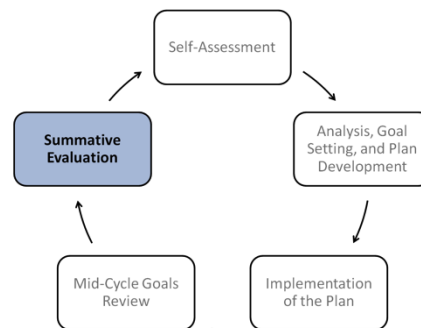 Self-Assessment
Summative
Evaluation
Analysis, Goal
Setting, and Plan
Development
Mid-Cycle Goals
Review
Implementation
of the Plan